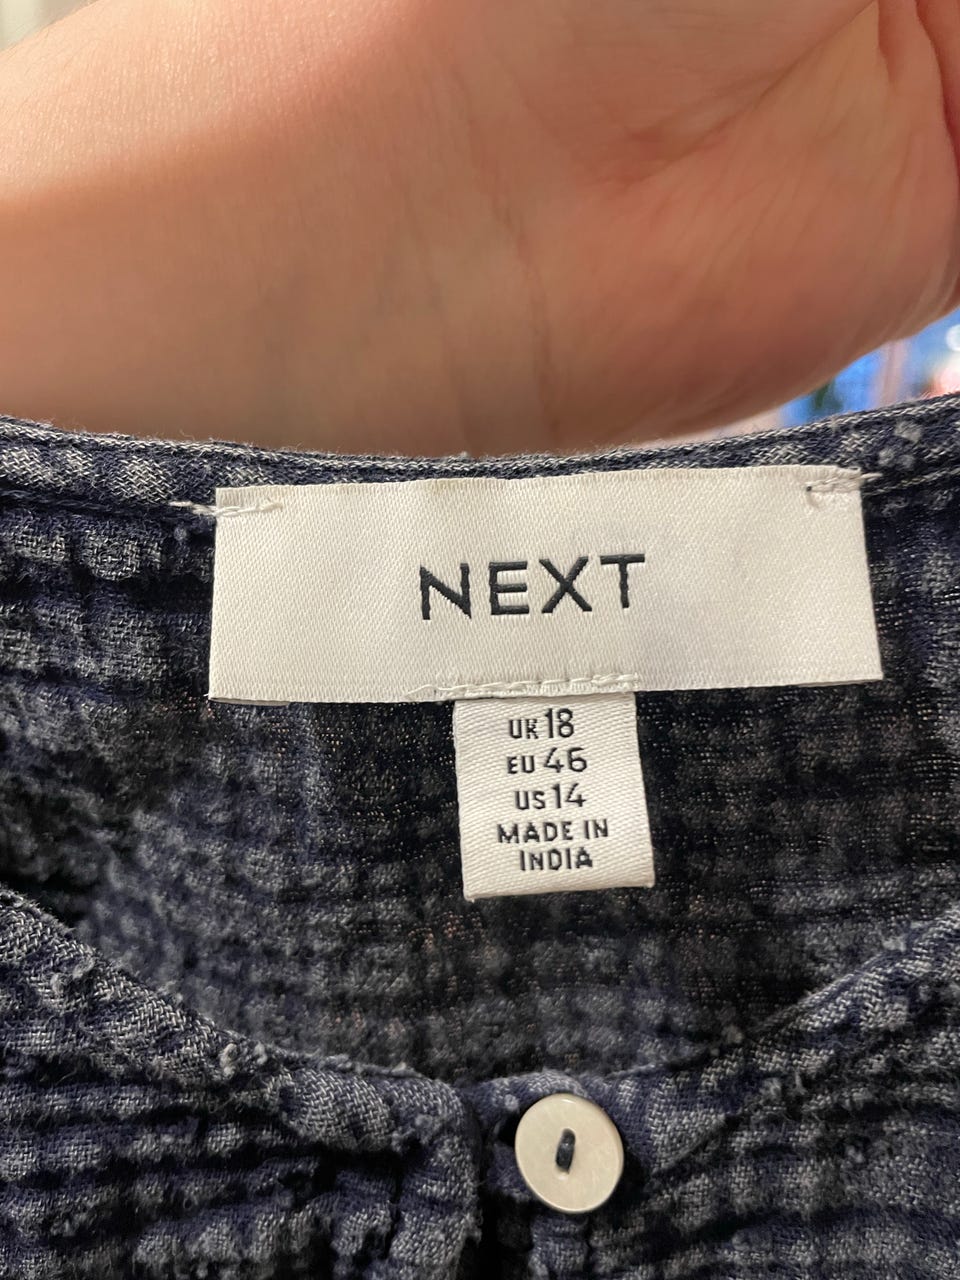 NEXT
UK 18
EU 46
US 14
MADE IN
INDIA